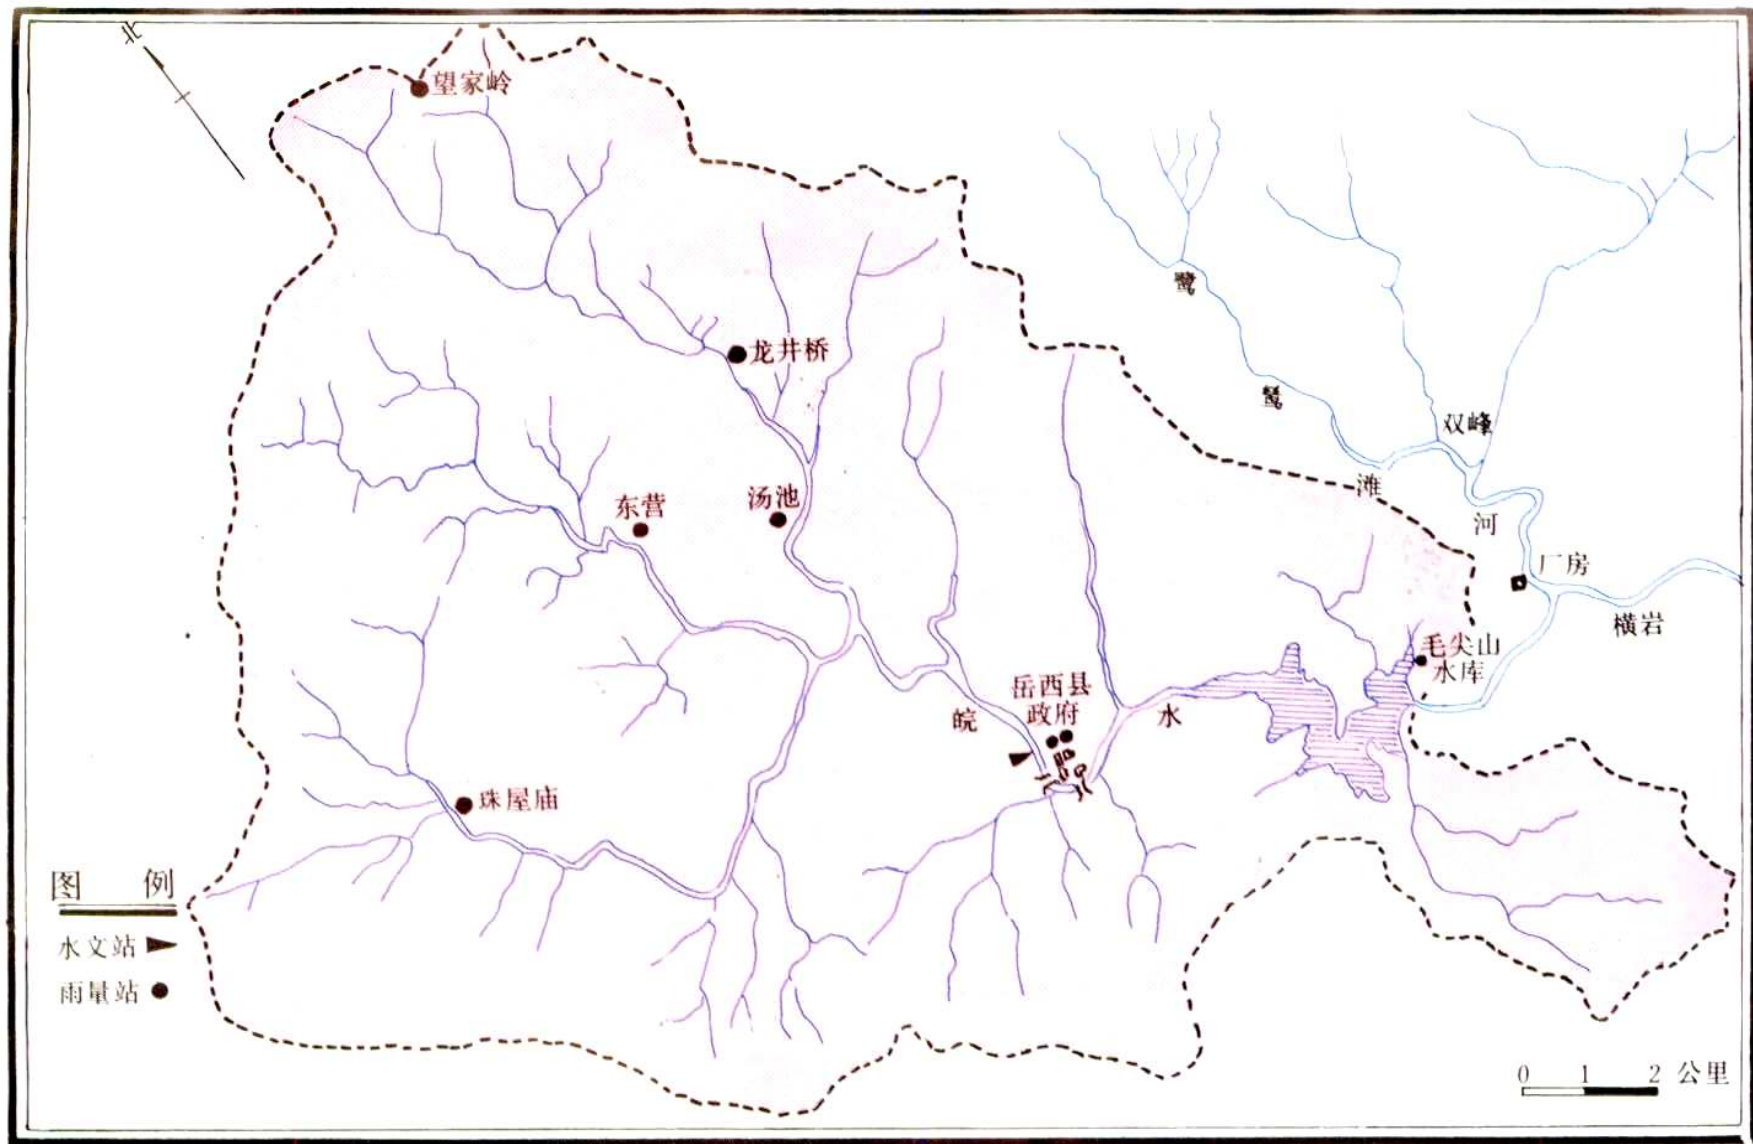 北
望家岭
龙井桥
鹭
鸶
双峰
滩
河
东营
汤池
厂房
横岩
毛尖山
水库
岳西县
政府
皖
水
珠屋庙
图 例
水文站
雨量站
0 1 2 公里